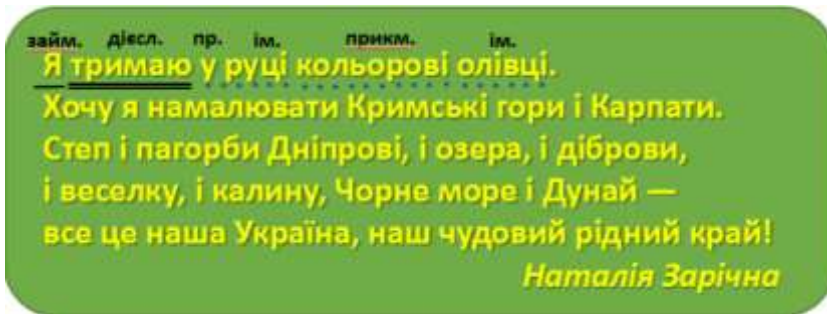 займ. дієсл. пр. ім. прикм. ім.
Я тримаю у руці кольорові олівці.
Хочу я намалювати Кримські гори і Карпати.
Степ і пагорби Дніпрові, і озера, і діброви,
і веселку, і калину, Чорне море і Дунай —
все це наша Україна, наш чудовий рідний край!
Наталія Зарічна